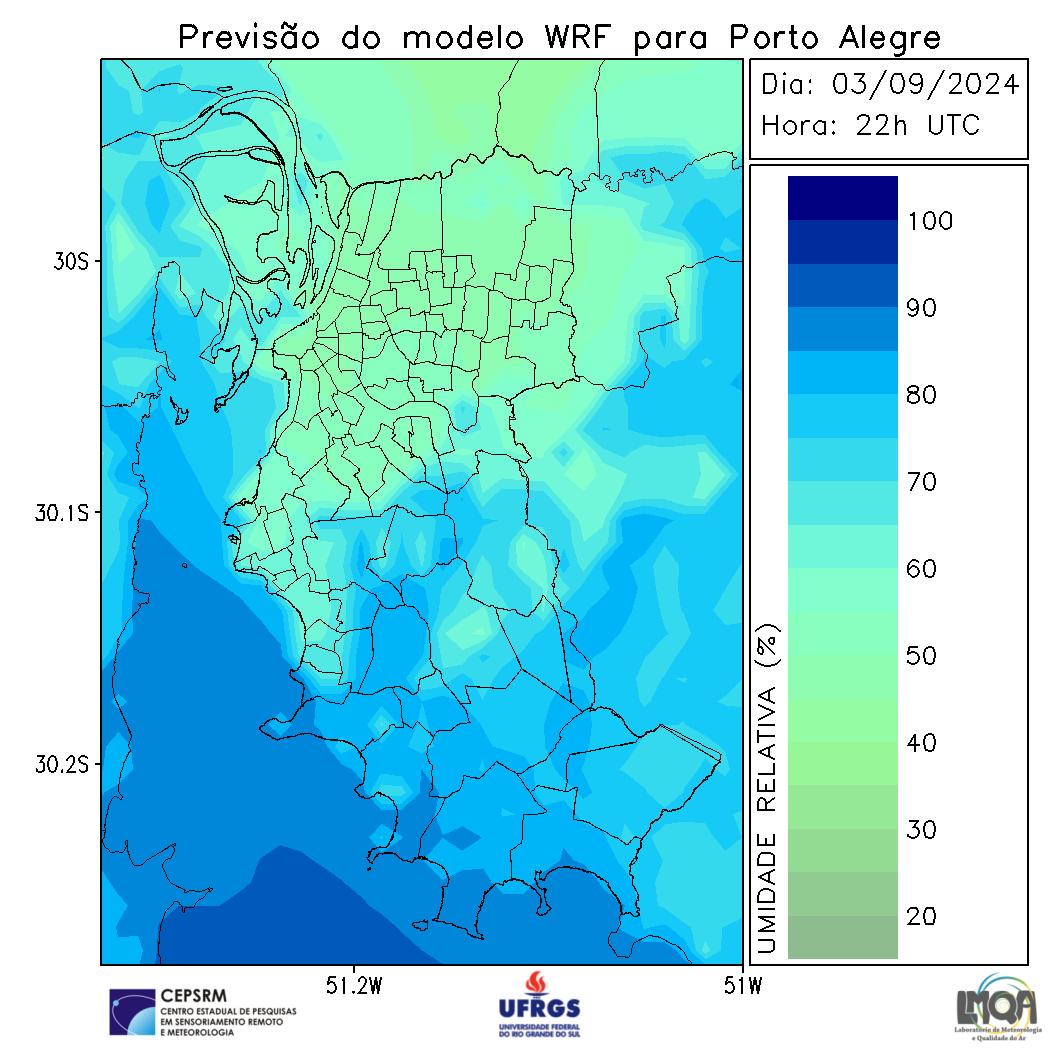 Previsão do modelo WRF para Porto Alegre
Dia: 03/09/2024
Hora: 22h UTC
30S
30.1S
30.2S
51.2W
51W
100
90
80
70
60
50
40
30
20
UMIDADE RELATIVA (%)
CEPSRM
CENTRO ESTADUAL DE PESQUISAS
EM SENSORIAMENTO REMOTO
E METEOROLOGIA
UFRGS
UNIVERSIDADE FEDERAL
DO RIO GRANDE DO SUL
LMQA
Laboratório de Meteorologia
e Qualidade do Ar